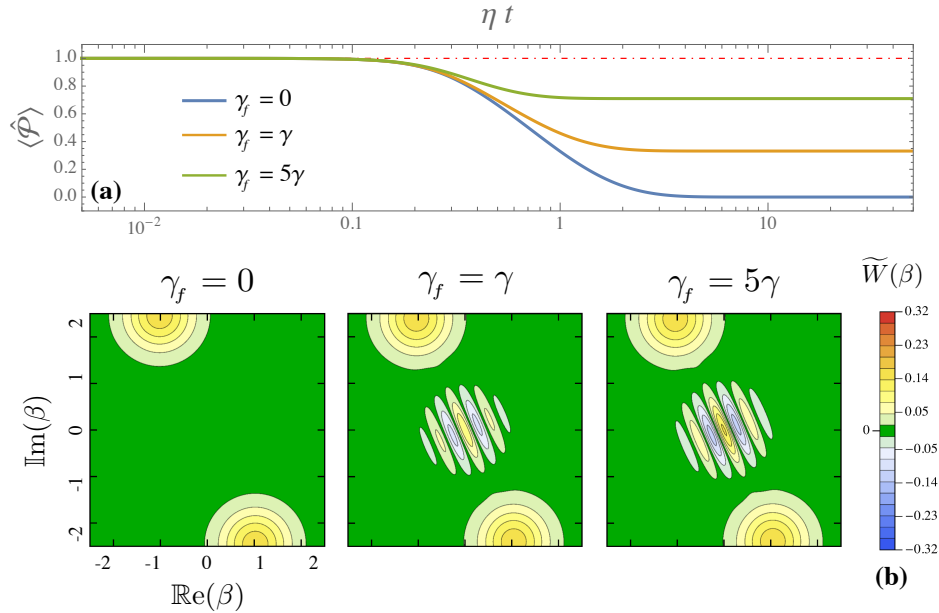 η t
⟨𝒫̂⟩
1.0
0.8
0.6
0.4
0.2
0.0
γ_f = 0
γ_f = γ
γ_f = 5γ
(a)
10⁻² 0.1 1 10
γ_f = 0 γ_f = γ γ_f = 5γ W̃(β)
𝕀m(β)
2
1
0
-1
-2
-2 -1 0 1 2
ℝe(β)
0.32
0.23
0.14
0.05
0
-0.05
-0.14
-0.23
-0.32
(b)